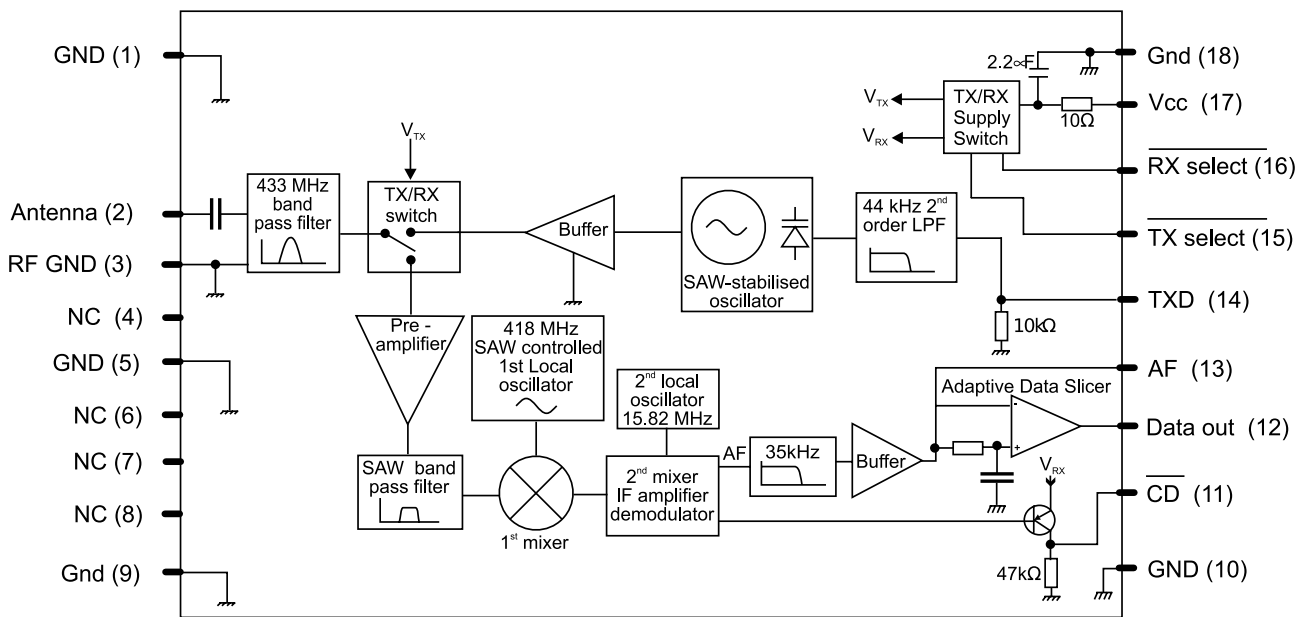 GND (1)
Antenna (2)
RF GND (3)
NC (4)
GND (5)
NC (6)
NC (7)
NC (8)
Gnd (9)
433 MHz
band
pass filter
V_TX
TX/RX
switch
Buffer
SAW-stabilised
oscillator
44 kHz 2nd
order LPF
V_TX
V_RX
TX/RX
Supply
Switch
2.2∝F
10Ω
10kΩ
Pre -
amplifier
418 MHz
SAW controlled
1st Local
oscillator
2nd local
oscillator
15.82 MHz
SAW band
pass filter
1st mixer
2nd mixer
IF amplifier
demodulator
AF
35kHz
Buffer
Adaptive Data Slicer
-
+
V_RX
47kΩ
Gnd (18)
Vcc (17)
RX select (16)
TX select (15)
TXD (14)
AF (13)
Data out (12)
CD (11)
GND (10)